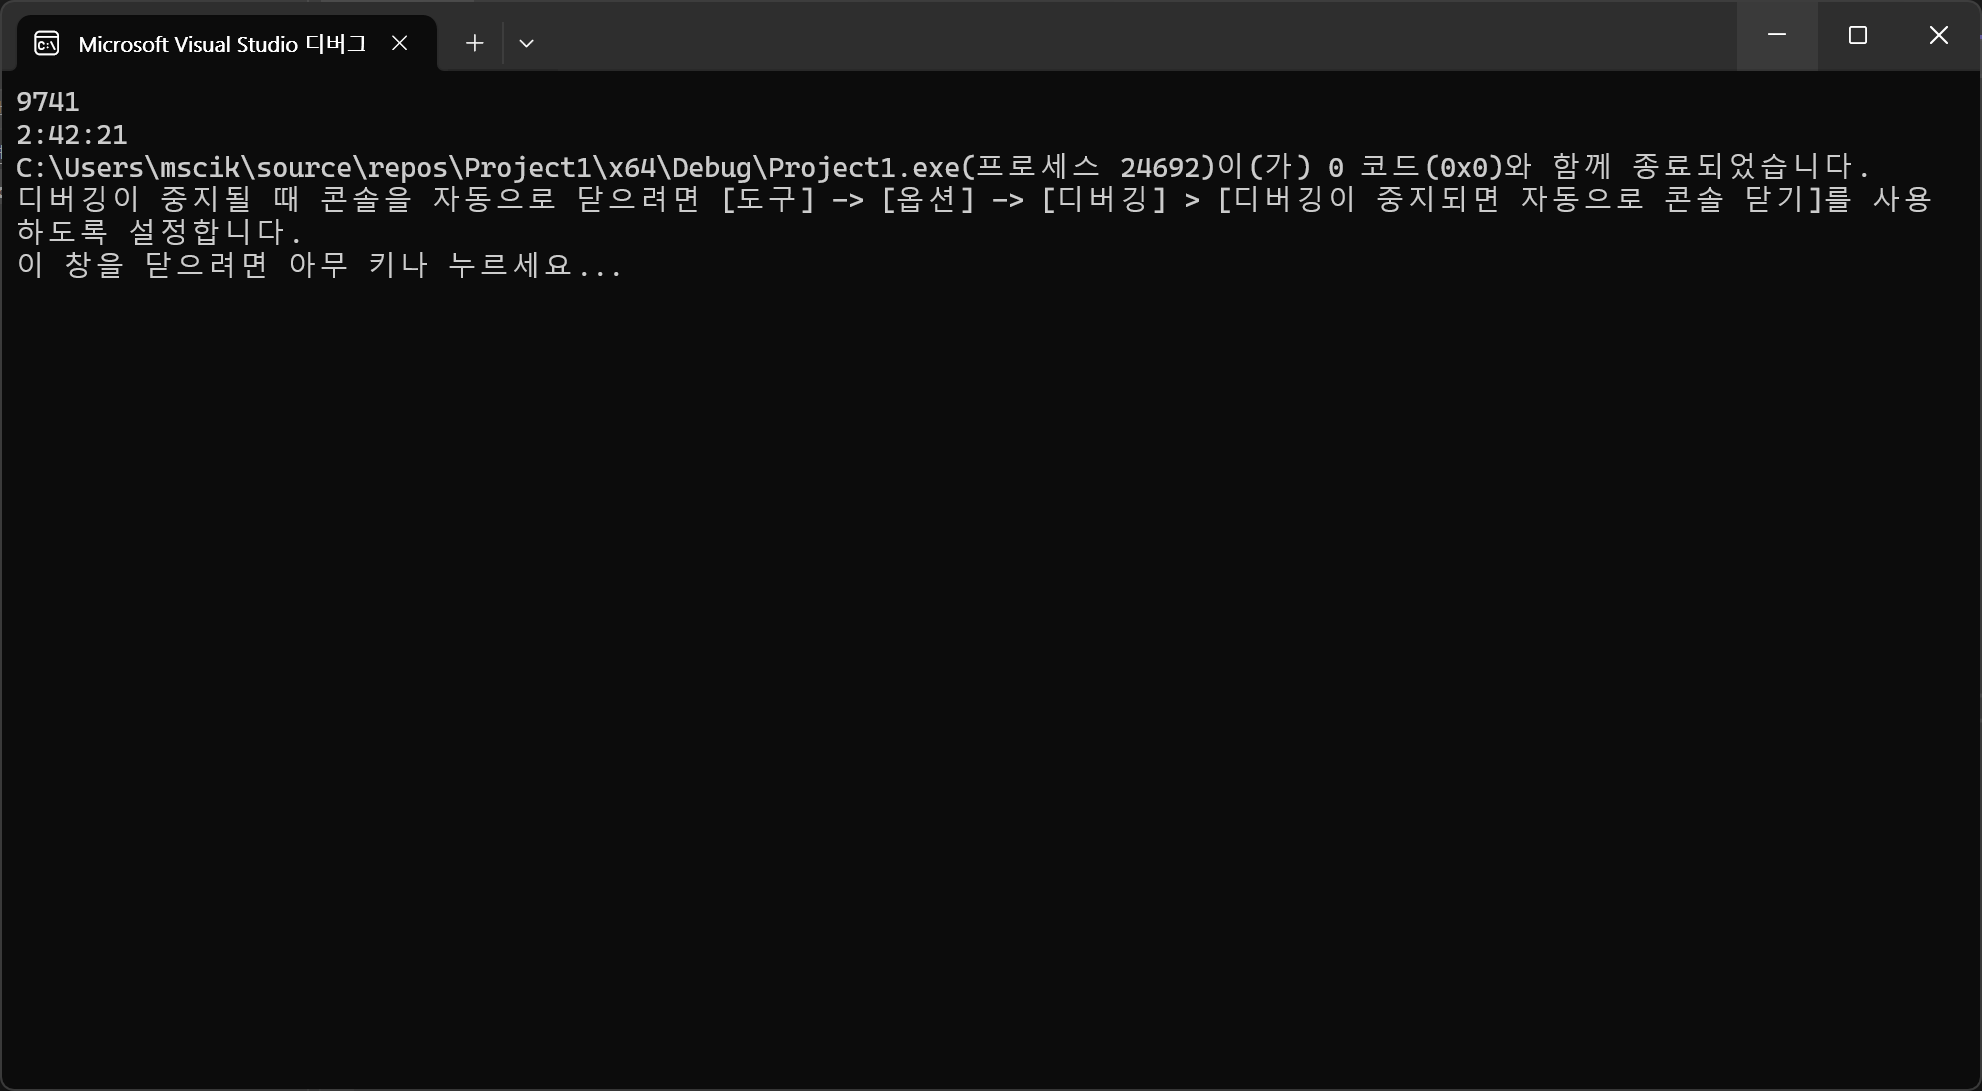 Microsoft Visual Studio 디버그
9741
2:42:21
C:\Users\mscik\source\repos\Project1\x64\Debug\Project1.exe(프로세스 24692)이(가) 0 코드(0x0)와 함께 종료되었습니다.
디버깅이 중지될 때 콘솔을 자동으로 닫으려면 [도구] -> [옵션] -> [디버깅] > [디버깅이 중지되면 자동으로 콘솔 닫기]를 사용
하도록 설정합니다.
이 창을 닫으려면 아무 키나 누르세요...